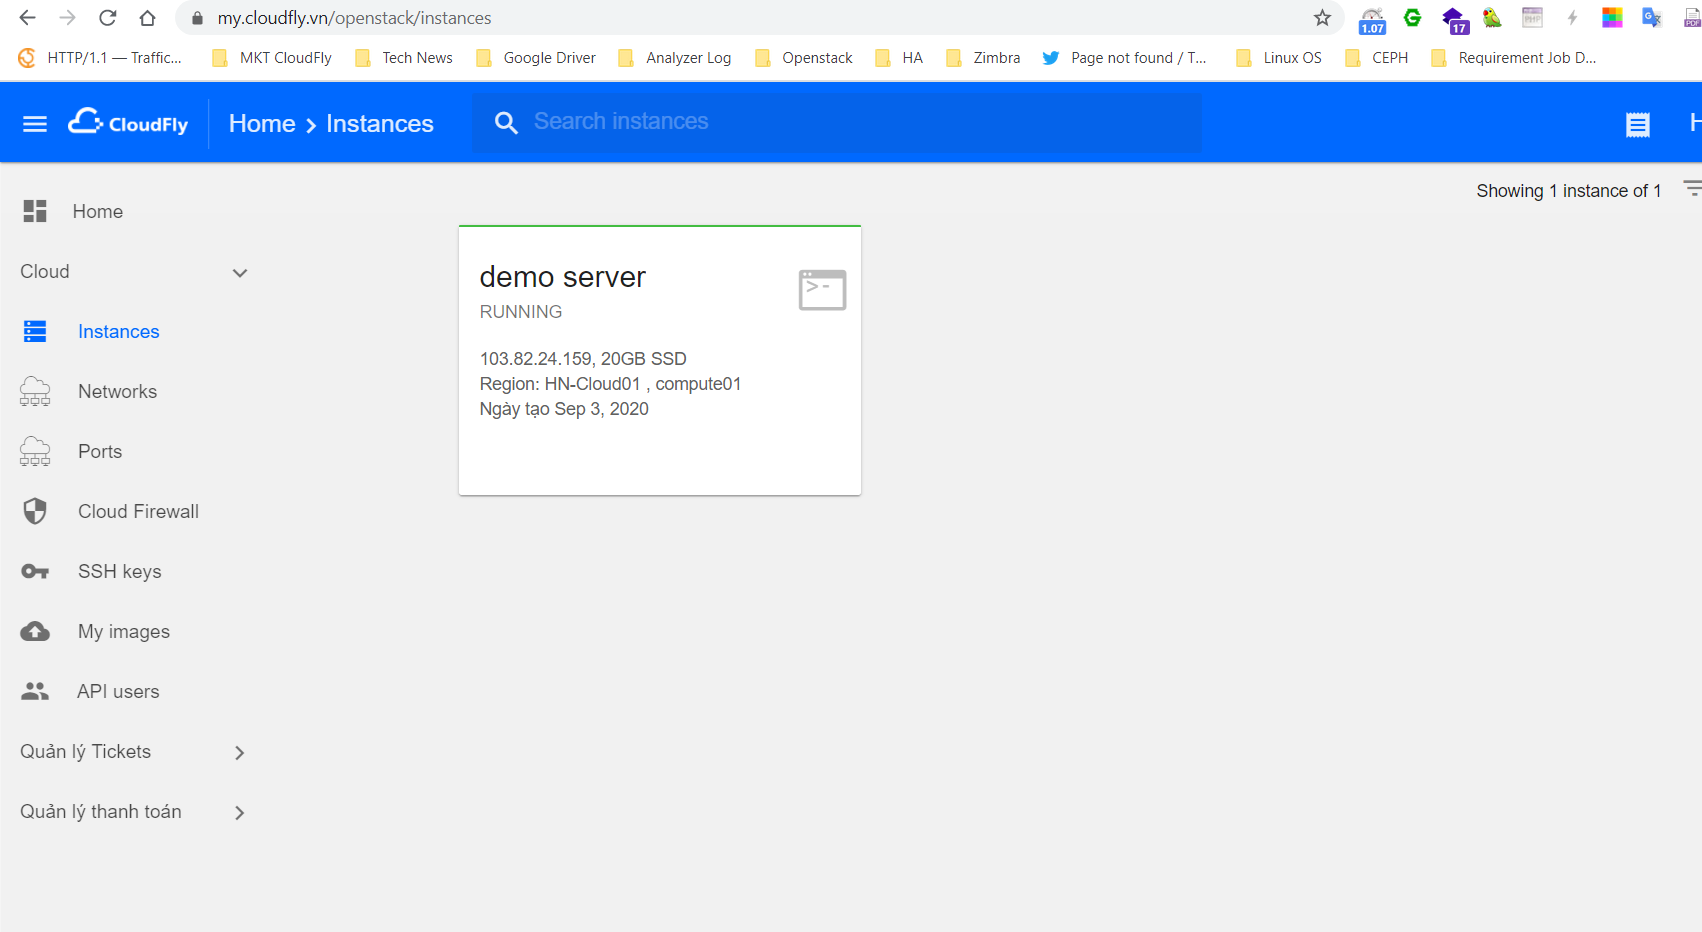 my.cloudfly.vn/openstack/instances
1.07
17
PHP
PDF
HTTP/1.1 — Traffic...
MKT CloudFly
Tech News
Google Driver
Analyzer Log
Openstack
HA
Zimbra
Page not found / T...
Linux OS
CEPH
Requirement Job D...
CloudFly
Home > Instances
Search instances
H
Showing 1 instance of 1
Home
Cloud
Instances
Networks
Ports
Cloud Firewall
SSH keys
My images
API users
Quản lý Tickets
Quản lý thanh toán
demo server
RUNNING
103.82.24.159, 20GB SSD
Region: HN-Cloud01 , compute01
Ngày tạo Sep 3, 2020